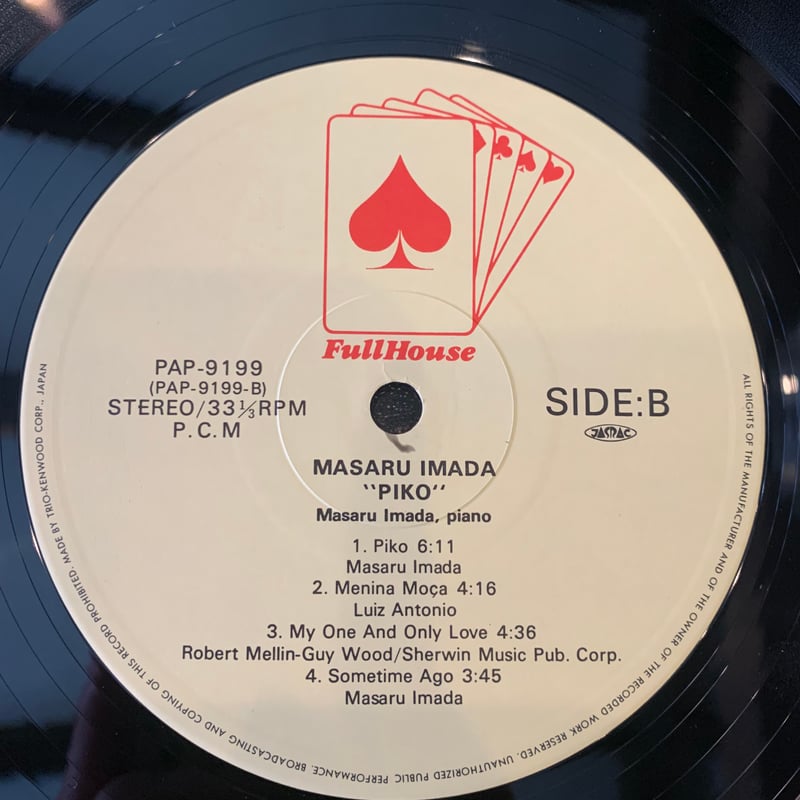 FullHouse
PAP-9199
(PAP-9199-B)
STEREO/33⅓RPM
P.C.M
SIDE:B
JASRAC
MASARU IMADA
"PIKO"
Masaru Imada, piano
1. Piko 6:11
Masaru Imada
2. Menina Moça 4:16
Luiz Antonio
3. My One And Only Love 4:36
Robert Mellin-Guy Wood/Sherwin Music Pub. Corp.
4. Sometime Ago 3:45
Masaru Imada
ALL RIGHTS OF THE MANUFACTURER AND OF THE OWNER OF THE RECORDED WORK RESERVED. UNAUTHORIZED PUBLIC PERFORMANCE, BROADCASTING AND COPYING OF THIS RECORD PROHIBITED. MADE BY TRIO-KENWOOD CORP., JAPAN